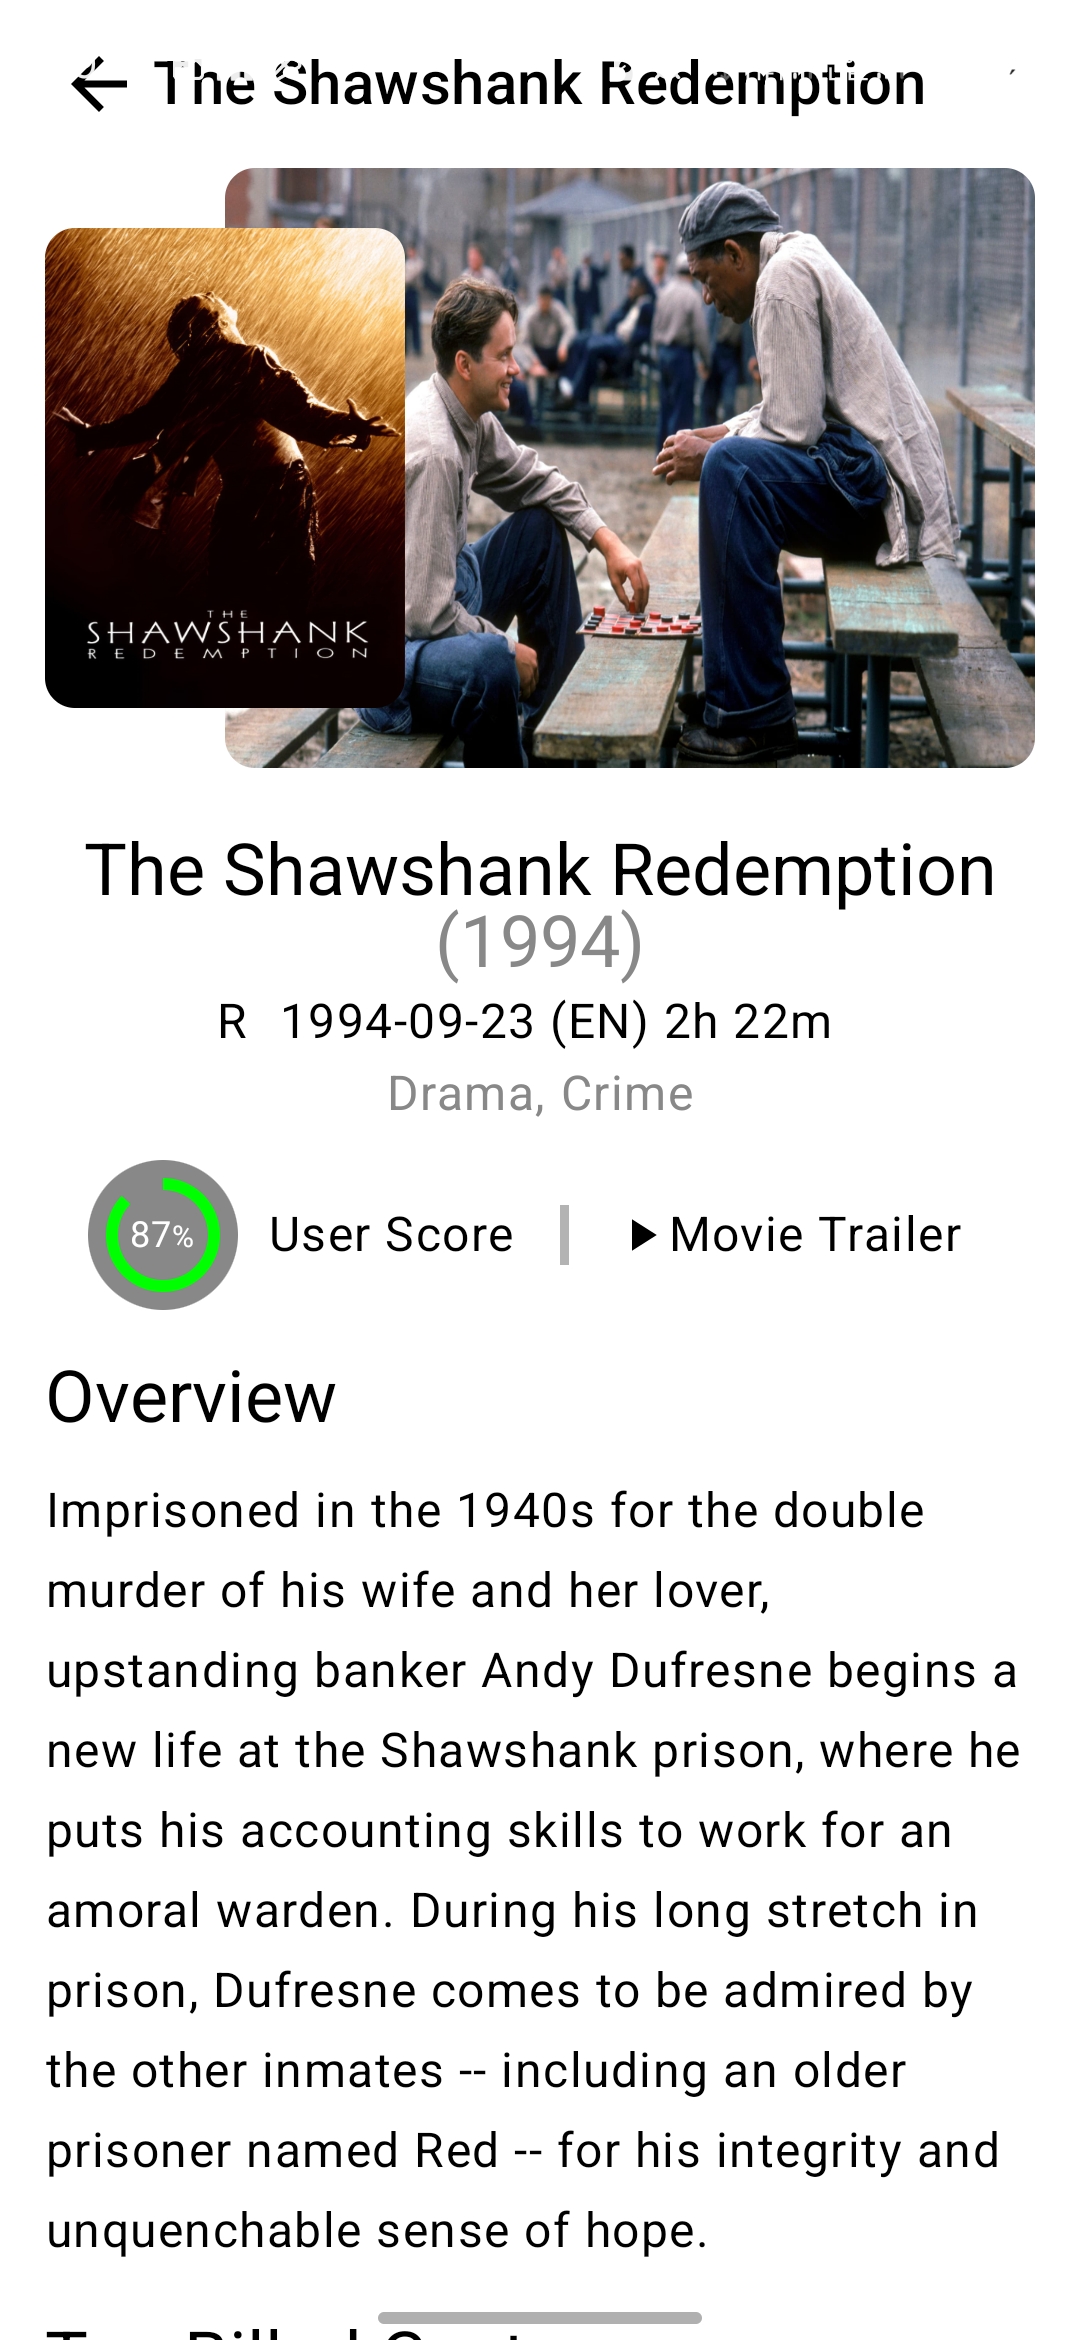 The Shawshank Redemption
THE
SHAWSHANK
REDEMPTION
The Shawshank Redemption
(1994)
R 1994-09-23 (EN) 2h 22m
Drama, Crime
87%
User Score
Movie Trailer
Overview
Imprisoned in the 1940s for the double
murder of his wife and her lover,
upstanding banker Andy Dufresne begins a
new life at the Shawshank prison, where he
puts his accounting skills to work for an
amoral warden. During his long stretch in
prison, Dufresne comes to be admired by
the other inmates -- including an older
prisoner named Red -- for his integrity and
unquenchable sense of hope.